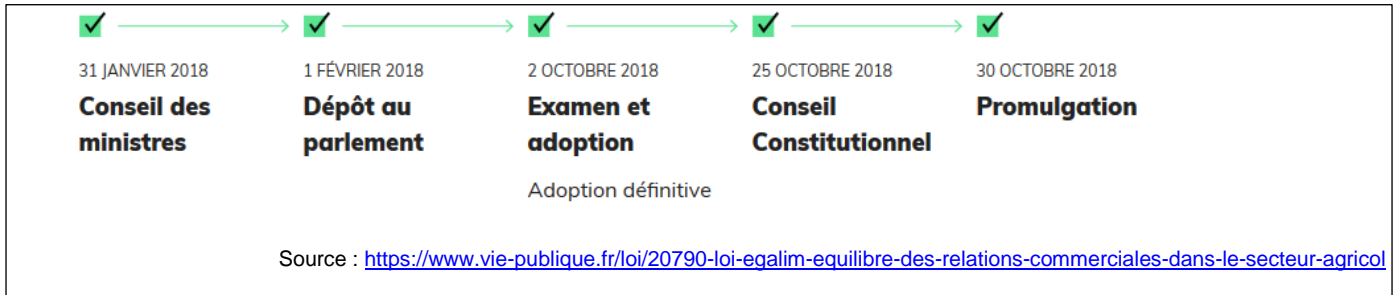 31 JANVIER 2018
Conseil des
ministres
1 FÉVRIER 2018
Dépôt au
parlement
2 OCTOBRE 2018
Examen et
adoption
Adoption définitive
25 OCTOBRE 2018
Conseil
Constitutionnel
30 OCTOBRE 2018
Promulgation
Source : https://www.vie-publique.fr/loi/20790-loi-egalim-equilibre-des-relations-commerciales-dans-le-secteur-agricol